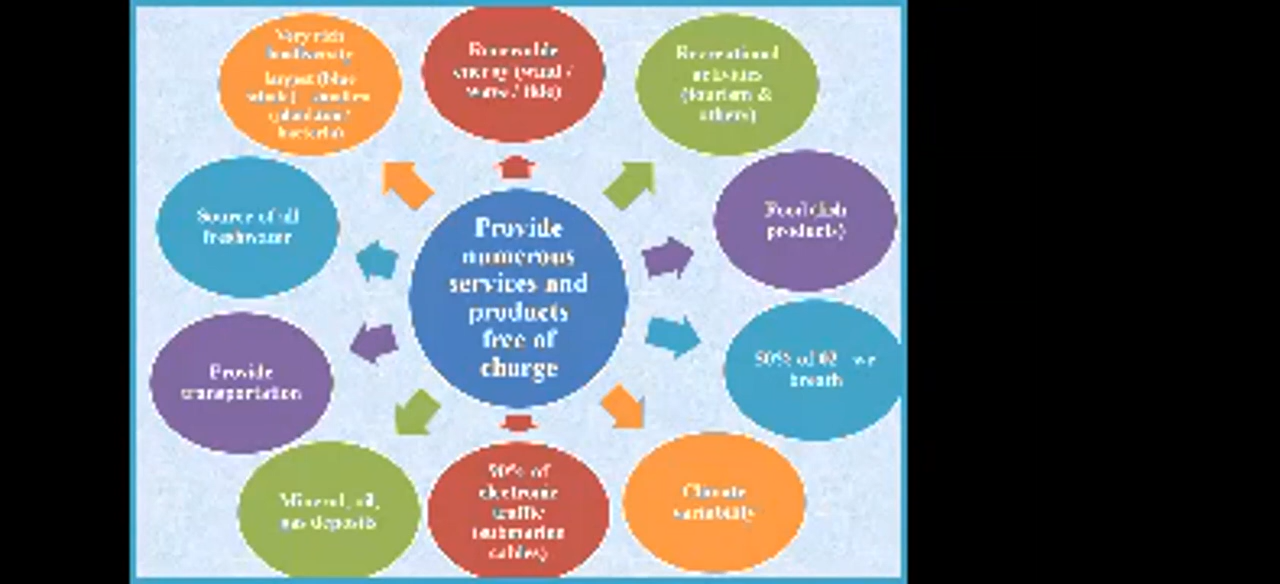 Very rich
biodiversity
largest (blue
whale) smallest
(plankton /
bacteria)
Renewable
energy (wind /
wave / tide)
Recreational
activities
(tourism &
others)
Source of all
freshwater
Food (fish
products)
Provide
numerous
services and
products
free of
charge
50% of 02 we
breath
Provide
transportation
Mineral, oil,
gas deposits
90% of
electronic
traffic
(submarine
cables)
Climate
variability